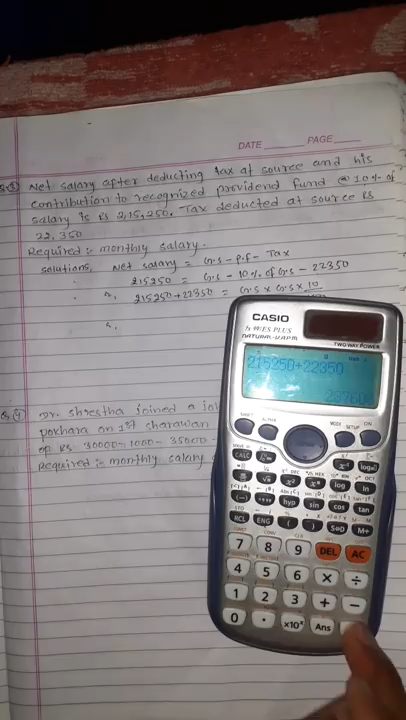 DATE PAGE
Q.3) Net salary after deducting tax at source and his
contribution to recognized providend fund @ 10% of
salary is Rs 2,15,250. Tax deducted at source Rs
22,350
Required:- monthly salary.
Solutions, Net salary = G.S - P.f - Tax
215250 = G.S - 10% of G.S - 22350
215250 + 22350 = G.S × G.S × 10
Dr. Shrestha joined a
pokhara on 1st sharawan
of Rs 30000-1000-35000
Required:- monthly salary
CASIO
fx-991ES PLUS
NATURAL-V.P.A.M.
TWO WAY POWER
215250+22350
237600
SHIFT ALPHA MODE SETUP ON
CALC x⁻¹
log ln
(-) hyp sin cos tan
RCL ENG ( ) S⇔D M+
7 8 9 DEL AC
4 5 6 × ÷
1 2 3 + −
0 . ×10ˣ Ans